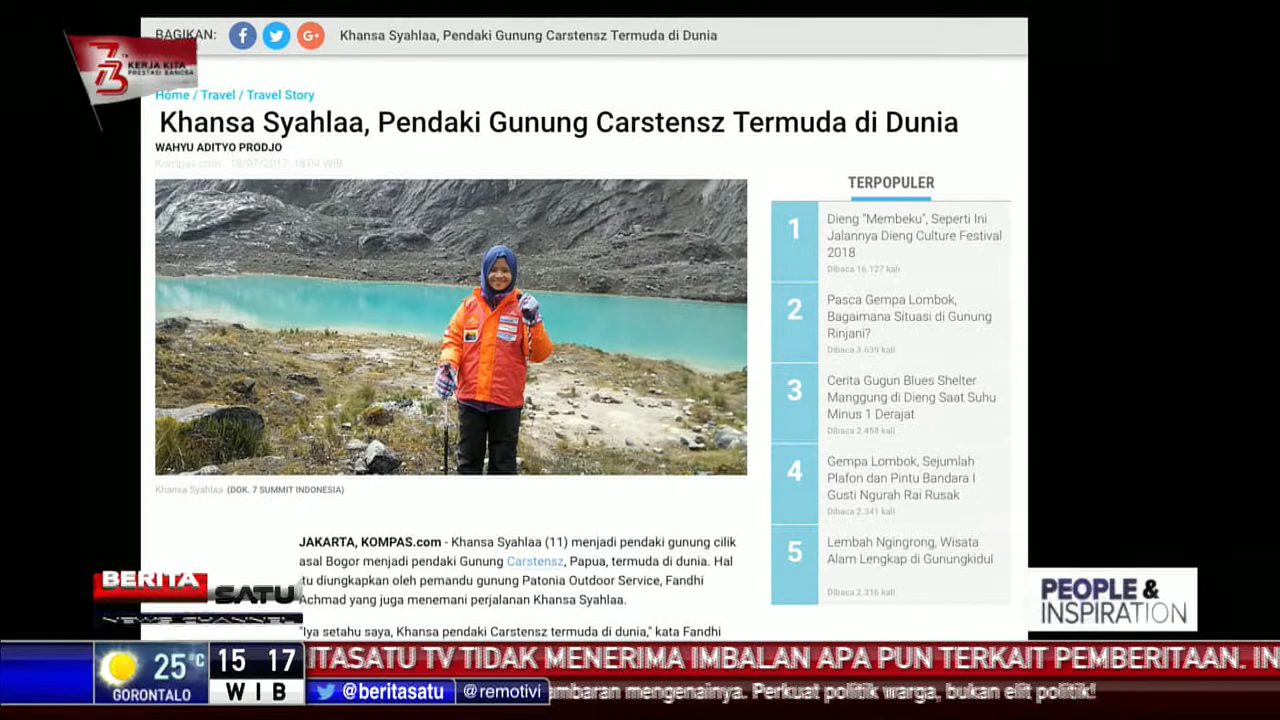 BAGIKAN:
Khansa Syahlaa, Pendaki Gunung Carstensz Termuda di Dunia
73
KERJA KITA
PRESTASI BANGSA
Home / Travel / Travel Story
Khansa Syahlaa, Pendaki Gunung Carstensz Termuda di Dunia
WAHYU ADITYO PRODJO
Kompas.com - 18/07/2017, 18:04 WIB
Khansa Syahlaa (DOK. 7 SUMMIT INDONESIA)
JAKARTA, KOMPAS.com - Khansa Syahlaa (11) menjadi pendaki gunung cilik
asal Bogor menjadi pendaki Gunung Carstensz, Papua, termuda di dunia. Hal
itu diungkapkan oleh pemandu gunung Patonia Outdoor Service, Fandhi
Achmad yang juga menemani perjalanan Khansa Syahlaa.
"Iya setahu saya, Khansa pendaki Carstensz termuda di dunia," kata Fandhi
TERPOPULER
1
Dieng "Membeku", Seperti Ini
Jalannya Dieng Culture Festival
2018
Dibaca 16.127 kali
2
Pasca Gempa Lombok,
Bagaimana Situasi di Gunung
Rinjani?
Dibaca 3.639 kali
3
Cerita Gugun Blues Shelter
Manggung di Dieng Saat Suhu
Minus 1 Derajat
Dibaca 2.458 kali
4
Gempa Lombok, Sejumlah
Plafon dan Pintu Bandara I
Gusti Ngurah Rai Rusak
Dibaca 2.341 kali
5
Lembah Ngingrong, Wisata
Alam Lengkap di Gunungkidul
Dibaca 2.316 kali
BERITA
SATU
NEWS CHANNEL
PEOPLE &
INSPIRATION
25°C
GORONTALO
15 17
WIB
ITASATU TV TIDAK MENERIMA IMBALAN APA PUN TERKAIT PEMBERITAAN. IN
@beritasatu
@remotivi
ambaran mengenainya. Perkuat politik warga, bukan elit politik!